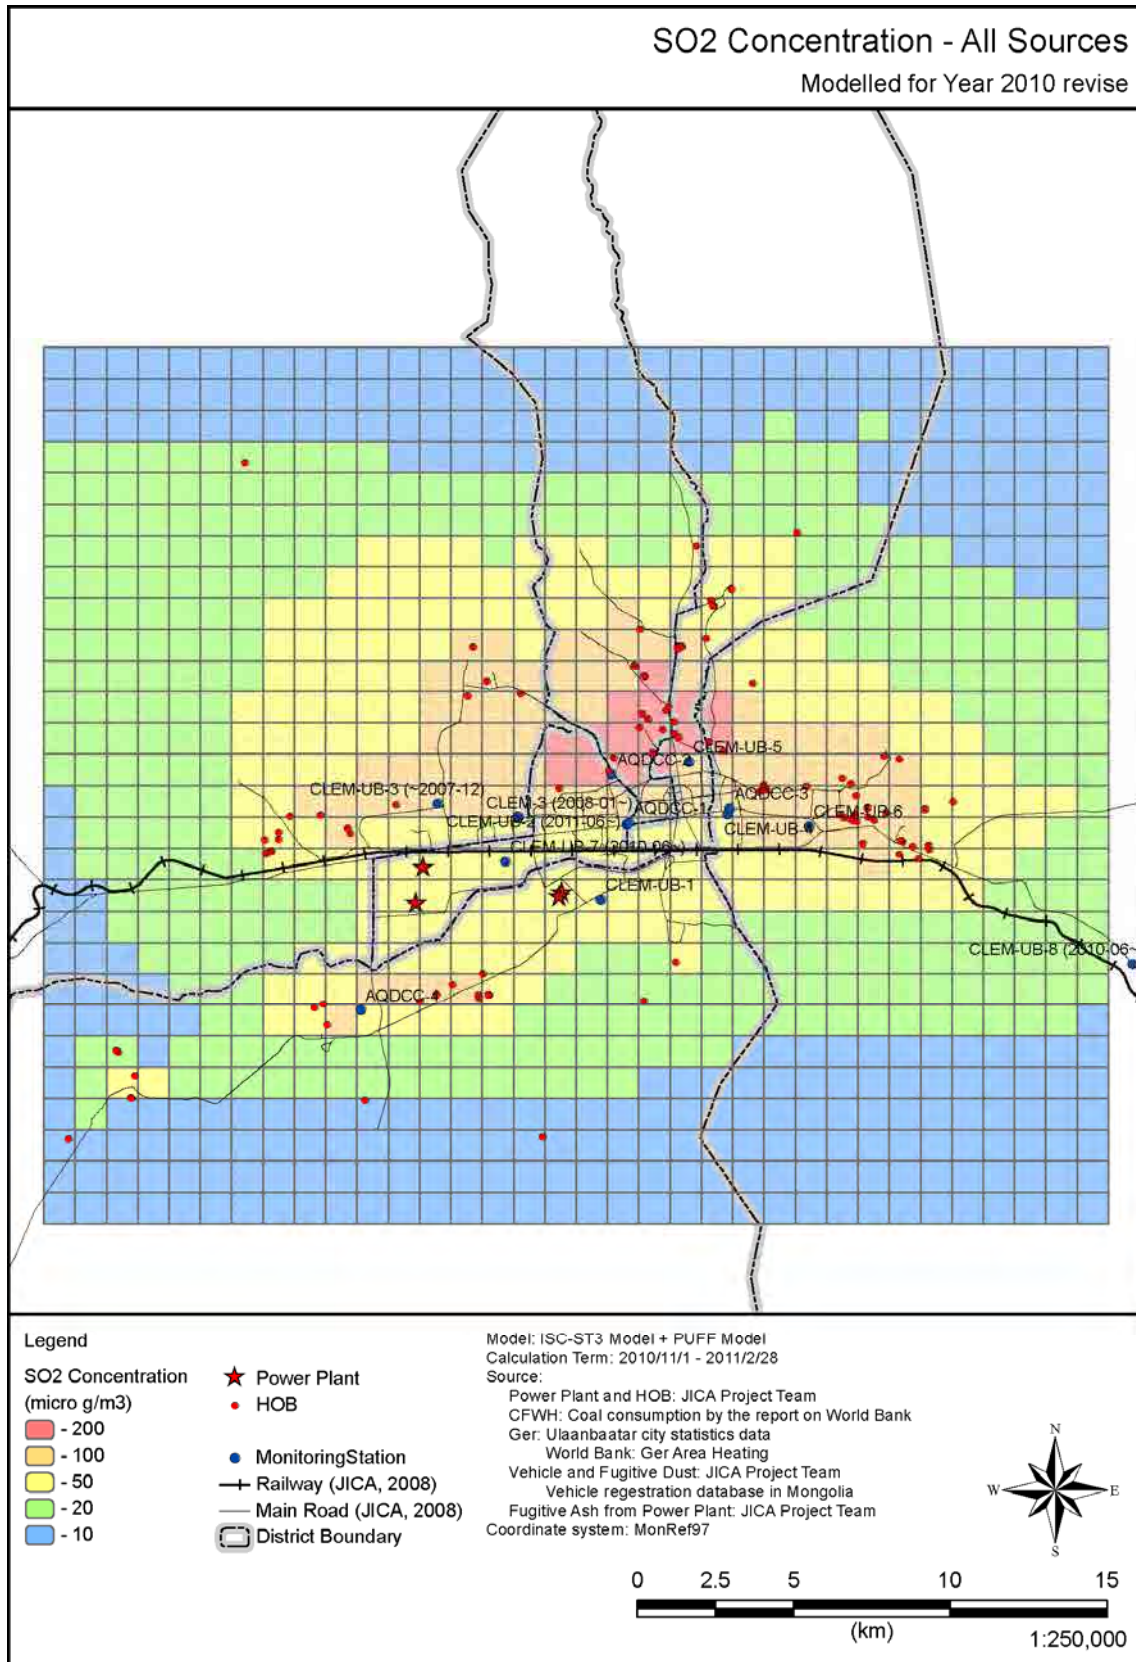 SO2 Concentration - All Sources
Modelled for Year 2010 revise
CLEM-UB-5
AQDCC-2
CLEM-UB-3 (~2007-12)
CLEM-3 (2008-01~)
AQDCC-1
AQDCC-3
CLEM-UB-6
CLEM-UB-2 (2011-06~)
CLEM-UB-4
CLEM-UB-7 (2010-06~)
CLEM-UB-1
CLEM-UB-8 (2010-06~
AQDCC-4
Legend
SO2 Concentration
(micro g/m3)
- 200
- 100
- 50
- 20
- 10
Power Plant
HOB
MonitoringStation
Railway (JICA, 2008)
Main Road (JICA, 2008)
District Boundary
Model: ISC-ST3 Model + PUFF Model
Calculation Term: 2010/11/1 - 2011/2/28
Source:
Power Plant and HOB: JICA Project Team
CFWH: Coal consumption by the report on World Bank
Ger: Ulaanbaatar city statistics data
World Bank: Ger Area Heating
Vehicle and Fugitive Dust: JICA Project Team
Vehicle regestration database in Mongolia
Fugitive Ash from Power Plant: JICA Project Team
Coordinate system: MonRef97
N
W
E
S
0 2.5 5 10 15
(km)
1:250,000